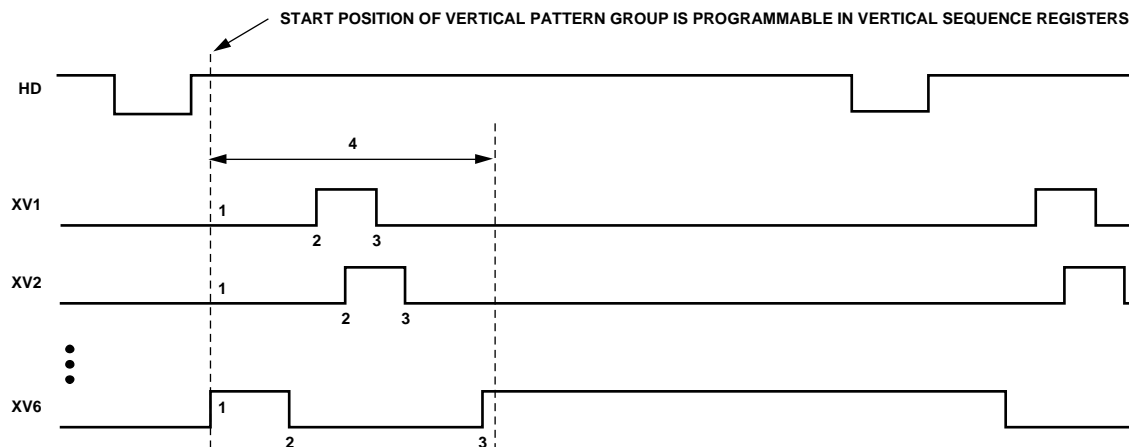 START POSITION OF VERTICAL PATTERN GROUP IS PROGRAMMABLE IN VERTICAL SEQUENCE REGISTERS
HD
4
XV1
1
2 3
XV2
1
2 3
XV6
1
2 3